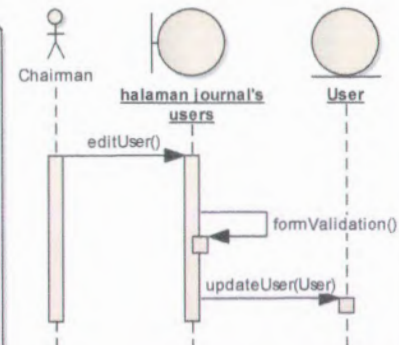 Chairman
halaman journal's
users
User
editUser()
formValidation()
updateUser(User)